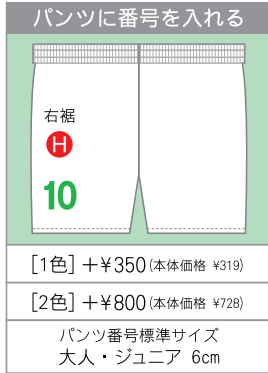 パンツに番号を入れる
右裾
H
10
[1色]+¥350(本体価格 ¥319)
[2色]+¥800(本体価格 ¥728)
パンツ番号標準サイズ
大人・ジュニア 6cm